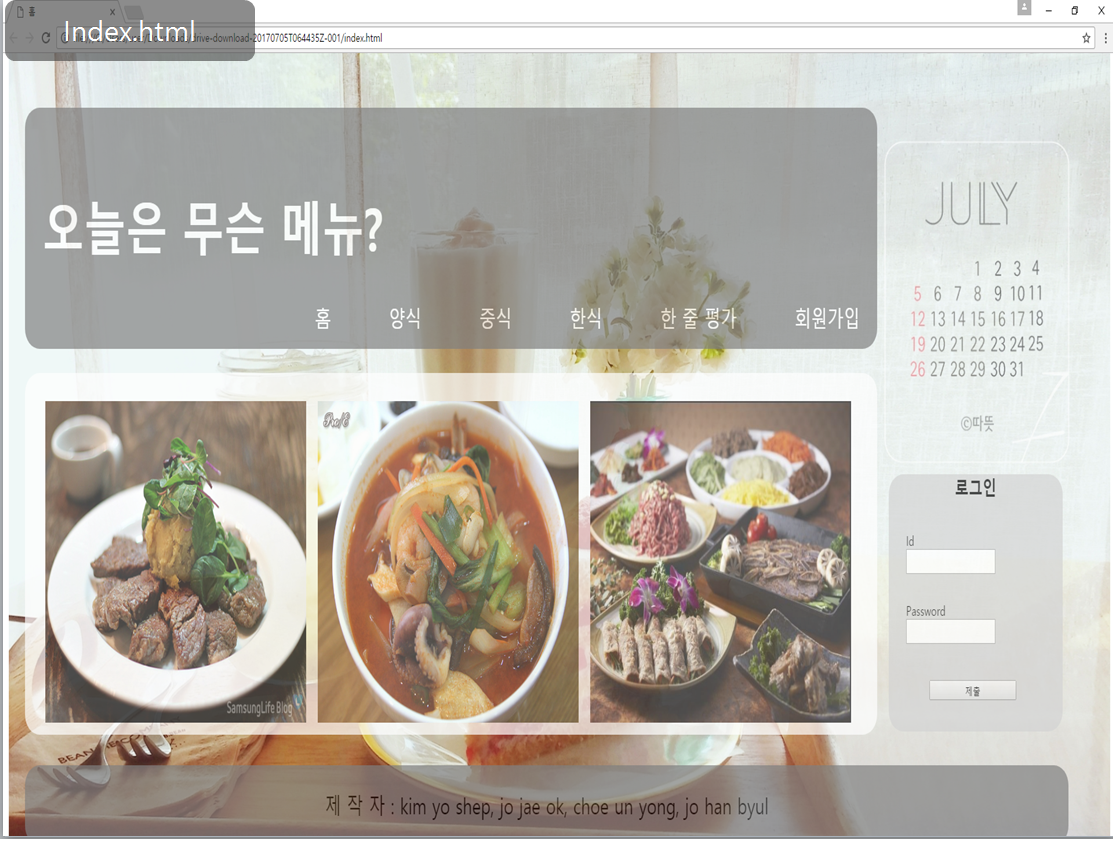 홈
Index.html
drive-download-20170705T064435Z-001/index.html
오늘은 무슨 메뉴?
홈 양식 중식 한식 한 줄 평가 회원가입
JULY
1 2 3 4
5 6 7 8 9 10 11
12 13 14 15 16 17 18
19 20 21 22 23 24 25
26 27 28 29 30 31
©따뜻
SamsungLife Blog
로그인
Id
Password
제출
제 작 자 : kim yo shep, jo jae ok, choe un yong, jo han byul